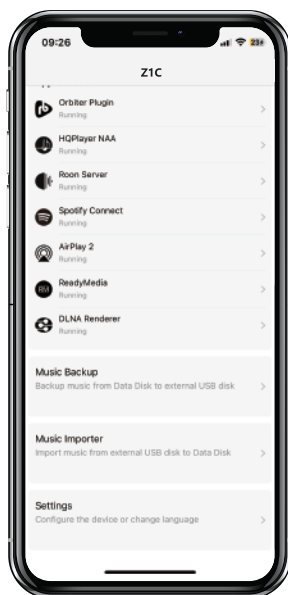 09:26
23
Z1C
Orbiter Plugin
Running
HQPlayer NAA
Running
Roon Server
Running
Spotify Connect
Running
AirPlay 2
Running
RM
ReadyMedia
Running
DLNA Renderer
Running
Music Backup
Backup music from Data Disk to external USB disk
Music Importer
Import music from external USB disk to Data Disk
Settings
Configure the device or change language